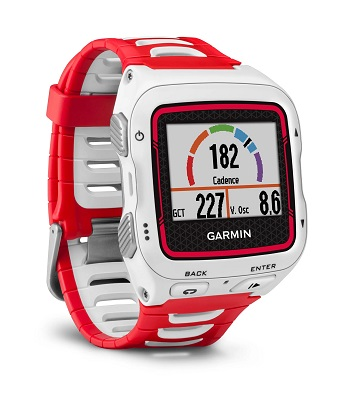 182
Cadence
GCT 227 V. Osc 8.6
GARMIN
BACK ENTER